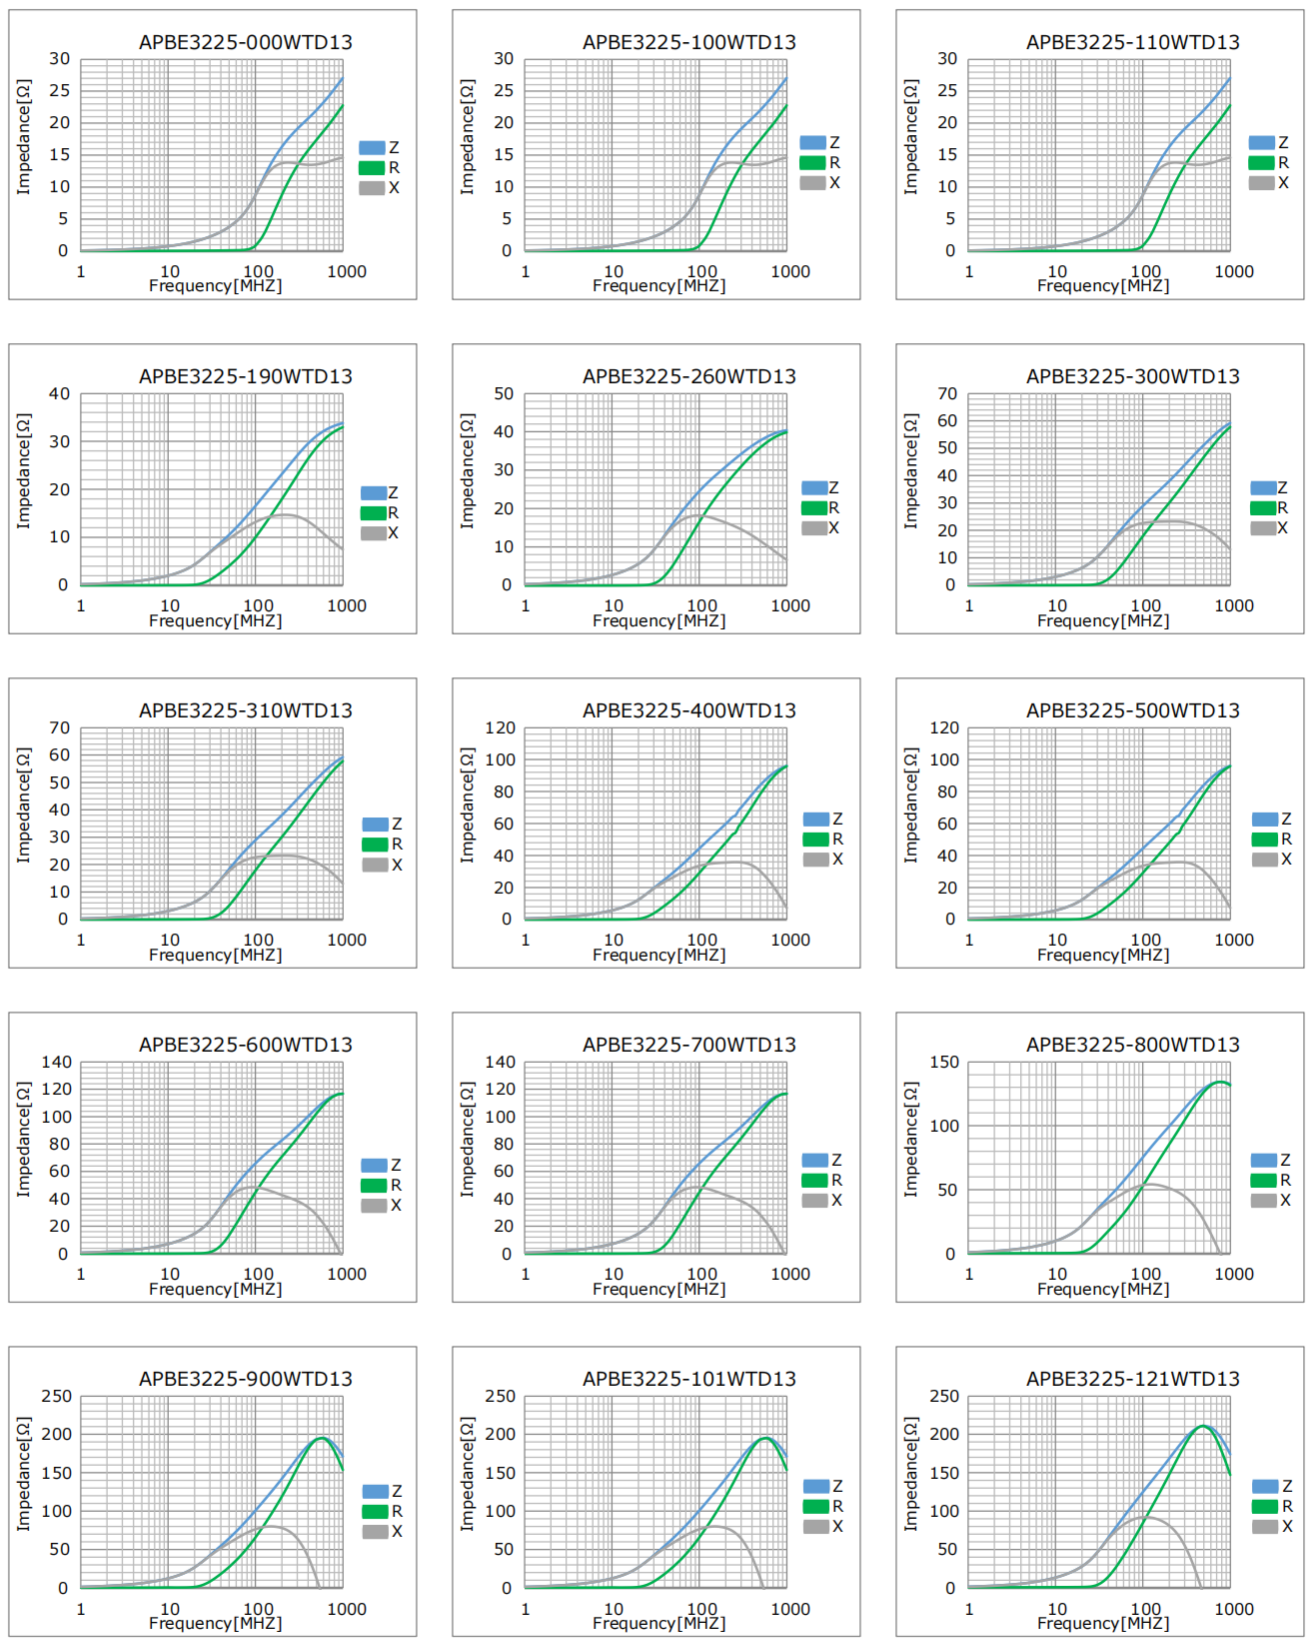 APBE3225-000WTD13
Impedance[Ω]
30
25
20
15
10
5
0
1 10 100 1000
Frequency[MHZ]
Z
R
X
APBE3225-100WTD13
Impedance[Ω]
30
25
20
15
10
5
0
1 10 100 1000
Frequency[MHZ]
Z
R
X
APBE3225-110WTD13
Impedance[Ω]
30
25
20
15
10
5
0
1 10 100 1000
Frequency[MHZ]
Z
R
X
APBE3225-190WTD13
Impedance[Ω]
40
30
20
10
0
1 10 100 1000
Frequency[MHZ]
Z
R
X
APBE3225-260WTD13
Impedance[Ω]
50
40
30
20
10
0
1 10 100 1000
Frequency[MHZ]
Z
R
X
APBE3225-300WTD13
Impedance[Ω]
70
60
50
40
30
20
10
0
1 10 100 1000
Frequency[MHZ]
Z
R
X
APBE3225-310WTD13
Impedance[Ω]
70
60
50
40
30
20
10
0
1 10 100 1000
Frequency[MHZ]
Z
R
X
APBE3225-400WTD13
Impedance[Ω]
120
100
80
60
40
20
0
1 10 100 1000
Frequency[MHZ]
Z
R
X
APBE3225-500WTD13
Impedance[Ω]
120
100
80
60
40
20
0
1 10 100 1000
Frequency[MHZ]
Z
R
X
APBE3225-600WTD13
Impedance[Ω]
140
120
100
80
60
40
20
0
1 10 100 1000
Frequency[MHZ]
Z
R
X
APBE3225-700WTD13
Impedance[Ω]
140
120
100
80
60
40
20
0
1 10 100 1000
Frequency[MHZ]
Z
R
X
APBE3225-800WTD13
Impedance[Ω]
150
100
50
0
1 10 100 1000
Frequency[MHZ]
Z
R
X
APBE3225-900WTD13
Impedance[Ω]
250
200
150
100
50
0
1 10 100 1000
Frequency[MHZ]
Z
R
X
APBE3225-101WTD13
Impedance[Ω]
250
200
150
100
50
0
1 10 100 1000
Frequency[MHZ]
Z
R
X
APBE3225-121WTD13
Impedance[Ω]
250
200
150
100
50
0
1 10 100 1000
Frequency[MHZ]
Z
R
X